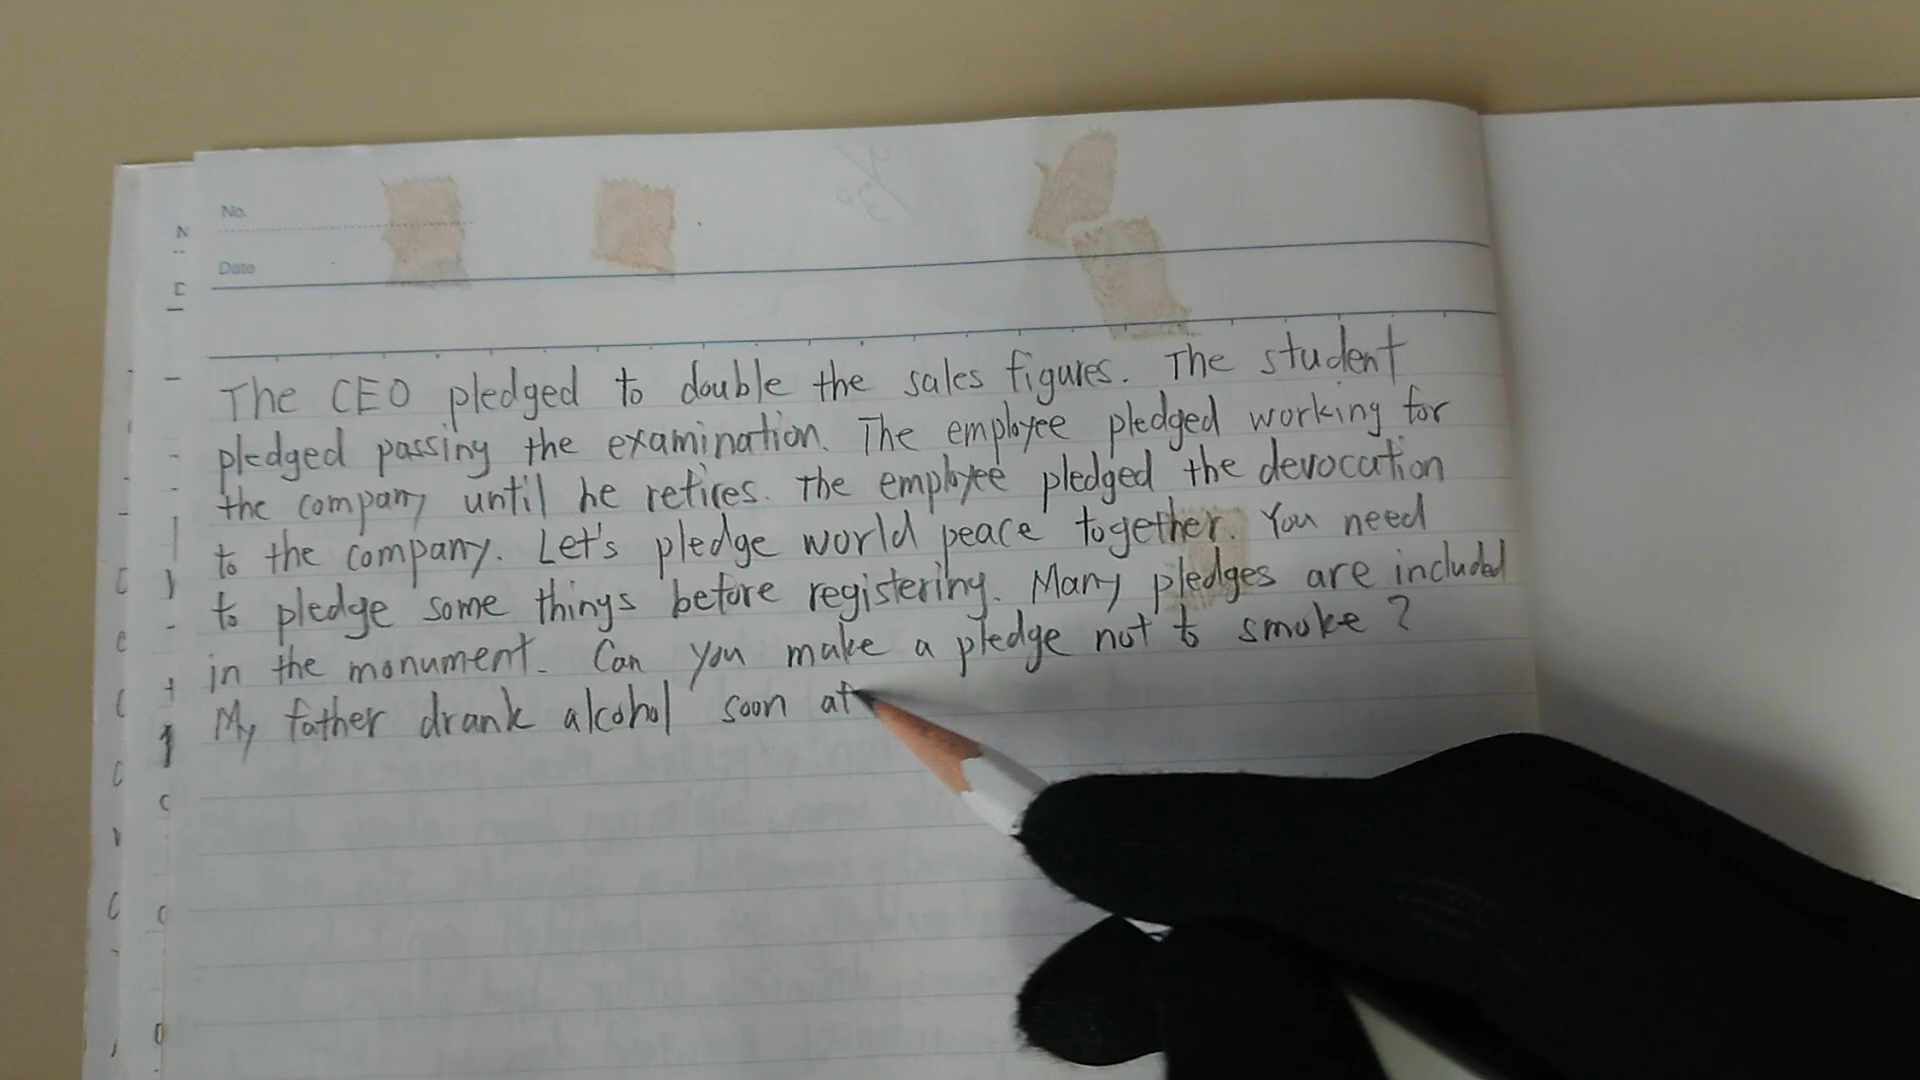 No.
Date
The CEO pledged to double the sales figures. The student
pledged passing the examination. The employee pledged working for
the company until he retires. The employee pledged the devocation
to the company. Let's pledge world peace together. You need
to pledge some things before registering. Many pledges are included
in the monument. Can you make a pledge not to smoke?
My father drank alcohol soon af